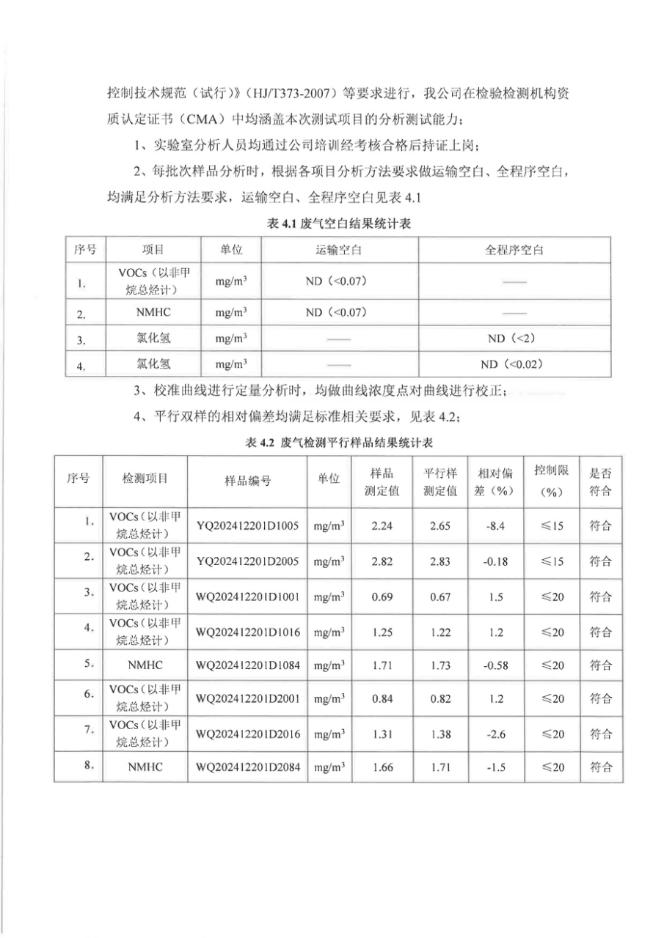 控制技术规范（试行）》（HJ/T373-2007）等要求进行，我公司在检验检测机构资
质认定证书（CMA）中均涵盖本次测试项目的分析测试能力；
1、实验室分析人员均通过公司培训经考核合格后持证上岗；
2、每批次样品分析时，根据各项目分析方法要求做运输空白、全程序空白，
均满足分析方法要求，运输空白、全程序空白见表 4.1
表 4.1 废气空白结果统计表
序号 项目 单位 运输空白 全程序空白
1. VOCs（以非甲烷总烃计） mg/m³ ND（<0.07） ——
2. NMHC mg/m³ ND（<0.07） ——
3. 氯化氢 mg/m³ —— ND（<2）
4. 氯化氢 mg/m³ —— ND（<0.02）
3、校准曲线进行定量分析时，均做曲线浓度点对曲线进行校正；
4、平行双样的相对偏差均满足标准相关要求，见表 4.2；
表 4.2 废气检测平行样品结果统计表
序号 检测项目 样品编号 单位 样品测定值 平行样测定值 相对偏差（%） 控制限（%） 是否符合
1. VOCs（以非甲烷总烃计） YQ202412201D1005 mg/m³ 2.24 2.65 -8.4 ≤15 符合
2. VOCs（以非甲烷总烃计） YQ202412201D2005 mg/m³ 2.82 2.83 -0.18 ≤15 符合
3. VOCs（以非甲烷总烃计） WQ202412201D1001 mg/m³ 0.69 0.67 1.5 ≤20 符合
4. VOCs（以非甲烷总烃计） WQ202412201D1016 mg/m³ 1.25 1.22 1.2 ≤20 符合
5. NMHC WQ202412201D1084 mg/m³ 1.71 1.73 -0.58 ≤20 符合
6. VOCs（以非甲烷总烃计） WQ202412201D2001 mg/m³ 0.84 0.82 1.2 ≤20 符合
7. VOCs（以非甲烷总烃计） WQ202412201D2016 mg/m³ 1.31 1.38 -2.6 ≤20 符合
8. NMHC WQ202412201D2084 mg/m³ 1.66 1.71 -1.5 ≤20 符合